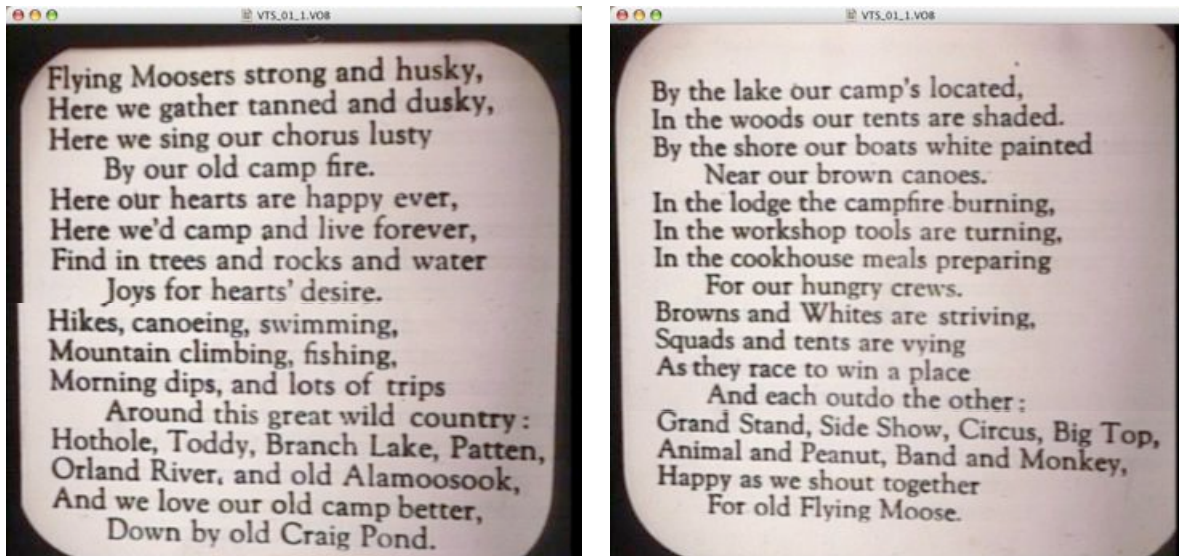 VTS_01_1.VOB
Flying Moosers strong and husky,
Here we gather tanned and dusky,
Here we sing our chorus lusty
By our old camp fire.
Here our hearts are happy ever,
Here we'd camp and live forever,
Find in trees and rocks and water
Joys for hearts' desire.
Hikes, canoeing, swimming,
Mountain climbing, fishing,
Morning dips, and lots of trips
Around this great wild country:
Hothole, Toddy, Branch Lake, Patten,
Orland River, and old Alamoosook,
And we love our old camp better,
Down by old Craig Pond.
VTS_01_1.VOB
By the lake our camp's located,
In the woods our tents are shaded.
By the shore our boats white painted
Near our brown canoes.
In the lodge the campfire burning,
In the workshop tools are turning,
In the cookhouse meals preparing
For our hungry crews.
Browns and Whites are striving,
Squads and tents are vying
As they race to win a place
And each outdo the other:
Grand Stand, Side Show, Circus, Big Top,
Animal and Peanut, Band and Monkey,
Happy as we shout together
For old Flying Moose.